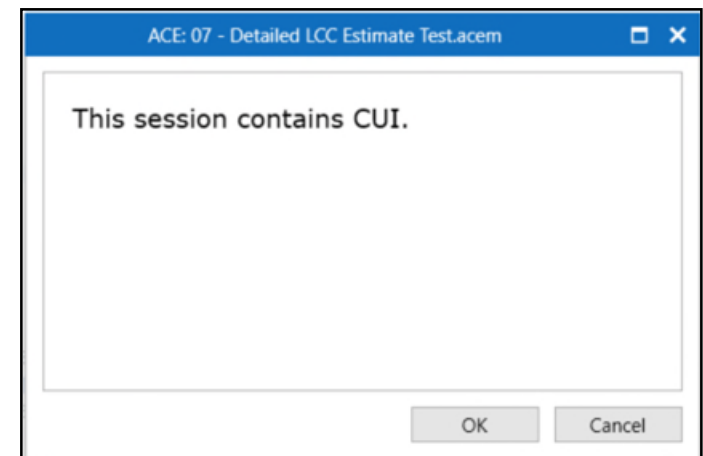 ACE: 07 - Detailed LCC Estimate Test.acem
This session contains CUI.
OK Cancel